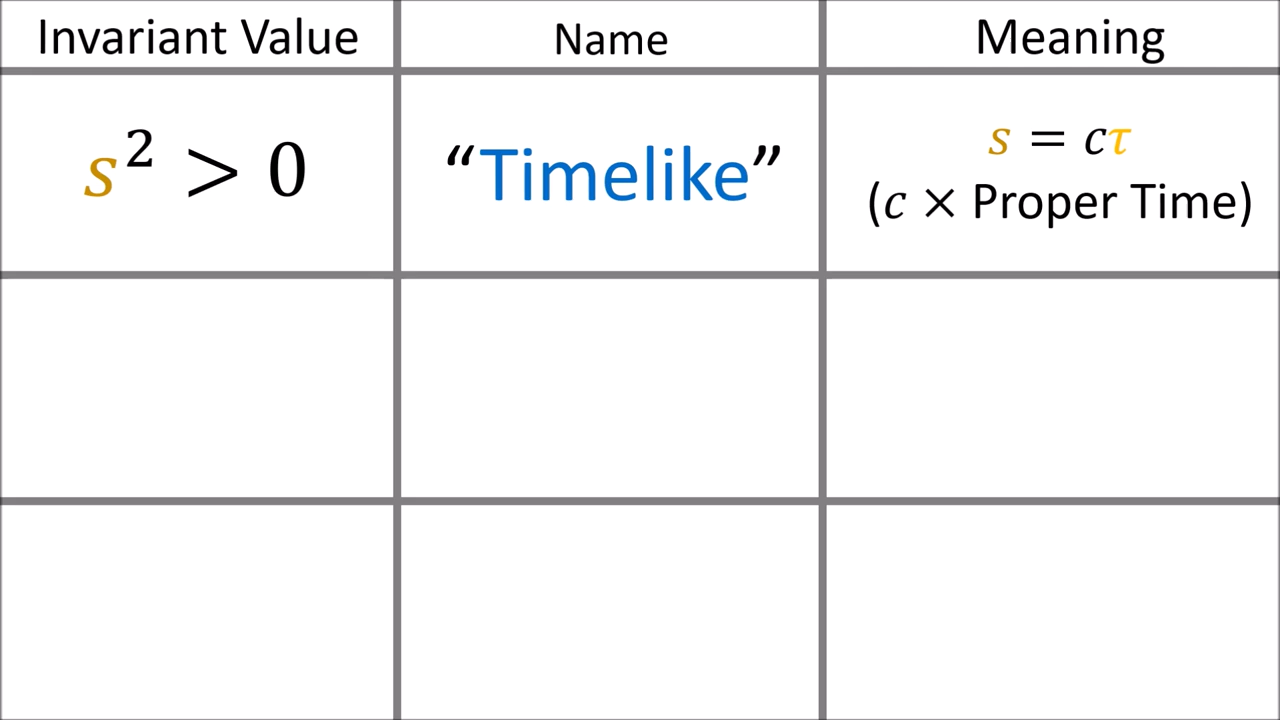 Invariant Value
Name
Meaning
s² > 0
“Timelike”
s = cτ
(c × Proper Time)